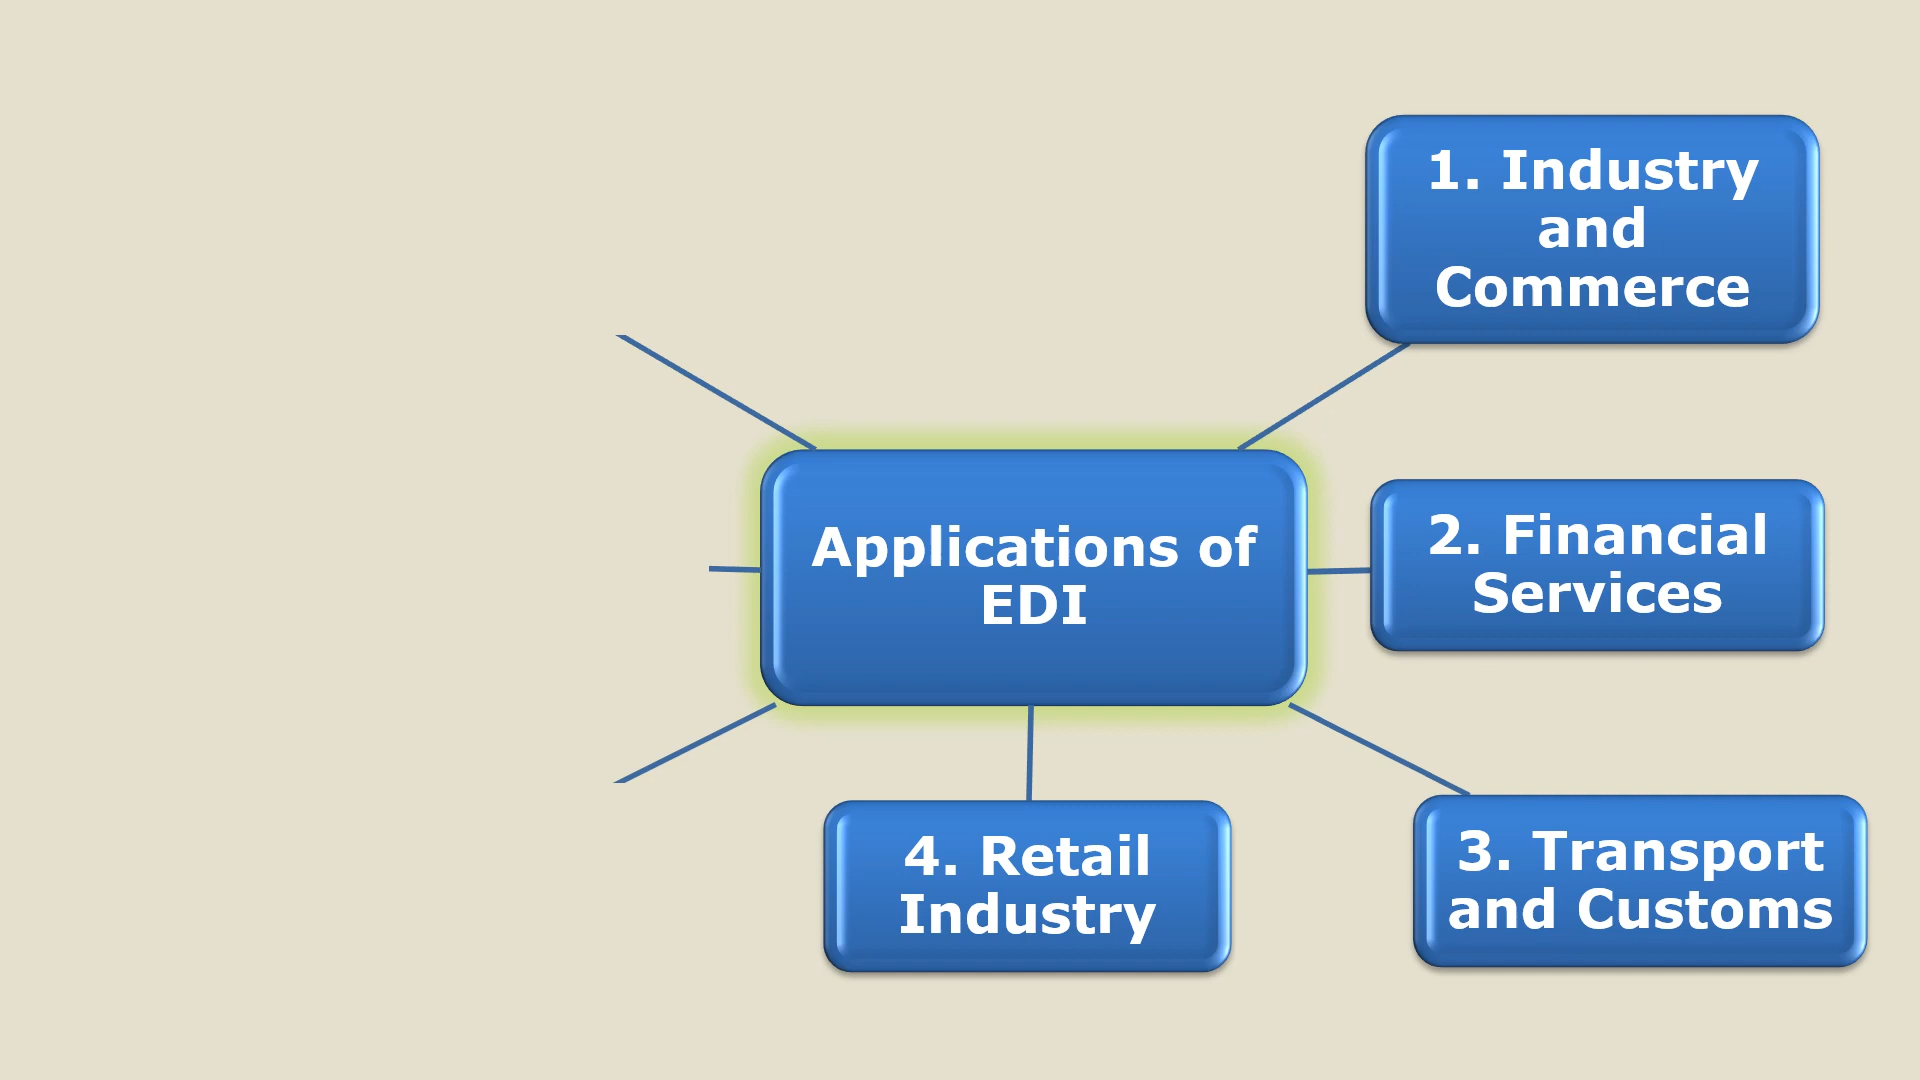 1. Industry
and
Commerce
Applications of
EDI
2. Financial
Services
3. Transport
and Customs
4. Retail
Industry